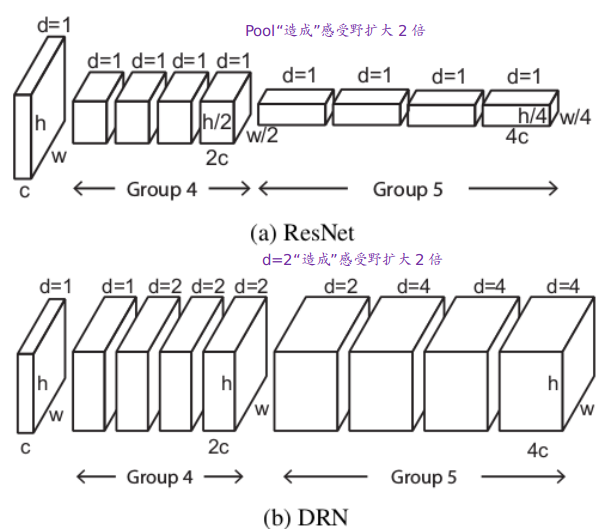 Pool“造成”感受野扩大 2 倍
d=1
d=1 d=1 d=1 d=1
d=1 d=1 d=1 d=1
h
w
c
h/2
w/2
2c
h/4
w/4
4c
Group 4
Group 5
(a) ResNet
d=2“造成”感受野扩大 2 倍
d=1
d=1 d=2 d=2 d=2
d=2 d=4 d=4 d=4
h
w
c
h
w
2c
h
w
4c
Group 4
Group 5
(b) DRN